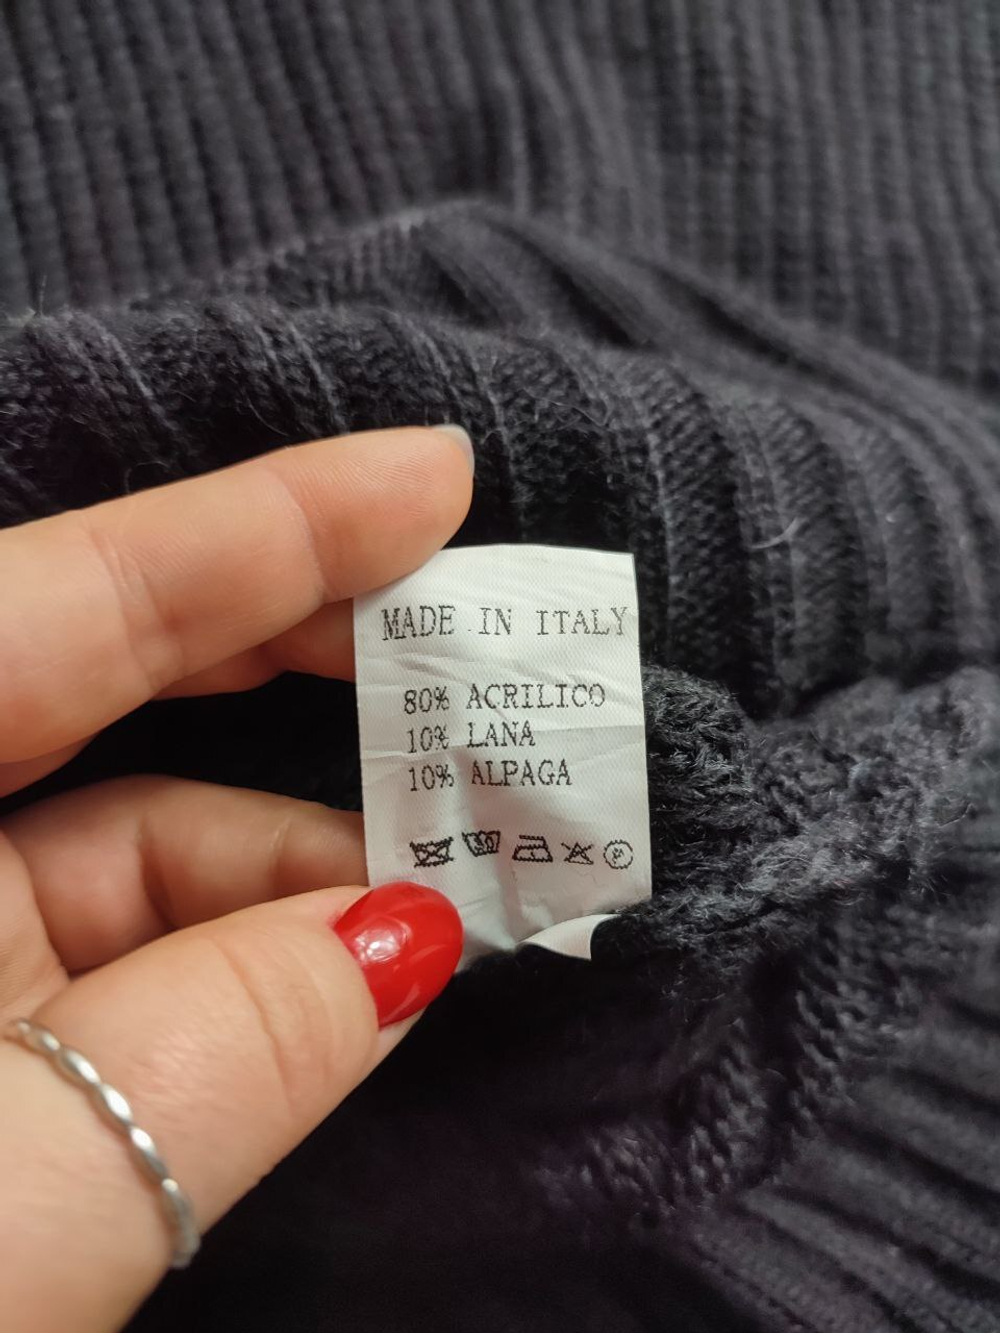 MADE IN ITALY
80% ACRILICO
10% LANA
10% ALPAGA